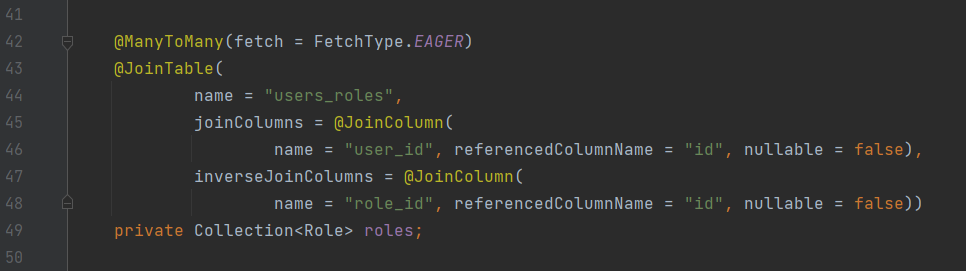 41
42 @ManyToMany(fetch = FetchType.EAGER)
43 @JoinTable(
44 name = "users_roles",
45 joinColumns = @JoinColumn(
46 name = "user_id", referencedColumnName = "id", nullable = false),
47 inverseJoinColumns = @JoinColumn(
48 name = "role_id", referencedColumnName = "id", nullable = false))
49 private Collection<Role> roles;
50